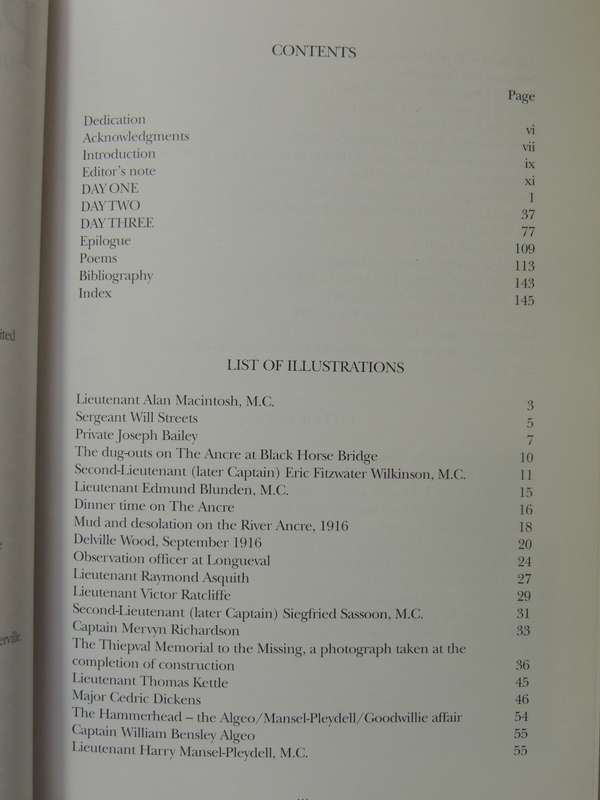 CONTENTS
Page
Dedication vi
Acknowledgments vii
Introduction ix
Editor's note xi
DAY ONE 1
DAY TWO 37
DAY THREE 77
Epilogue 109
Poems 113
Bibliography 143
Index 145
LIST OF ILLUSTRATIONS
Lieutenant Alan Macintosh, M.C. 3
Sergeant Will Streets 5
Private Joseph Bailey 7
The dug-outs on The Ancre at Black Horse Bridge 10
Second-Lieutenant (later Captain) Eric Fitzwater Wilkinson, M.C. 11
Lieutenant Edmund Blunden, M.C. 15
Dinner time on The Ancre 16
Mud and desolation on the River Ancre, 1916 18
Delville Wood, September 1916 20
Observation officer at Longueval 24
Lieutenant Raymond Asquith 27
Lieutenant Victor Ratcliffe 29
Second-Lieutenant (later Captain) Siegfried Sassoon, M.C. 31
Captain Mervyn Richardson 33
The Thiepval Memorial to the Missing, a photograph taken at the
completion of construction 36
Lieutenant Thomas Kettle 45
Major Cedric Dickens 46
The Hammerhead – the Algeo/Mansel-Pleydell/Goodwillie affair 54
Captain William Bensley Algeo 55
Lieutenant Harry Mansel-Pleydell, M.C. 55
ited
erville